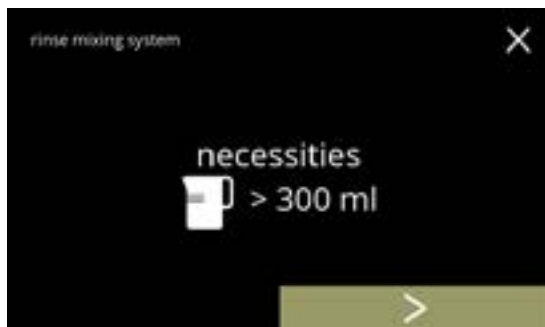 rinse mixing system
necessities
> 300 ml
>